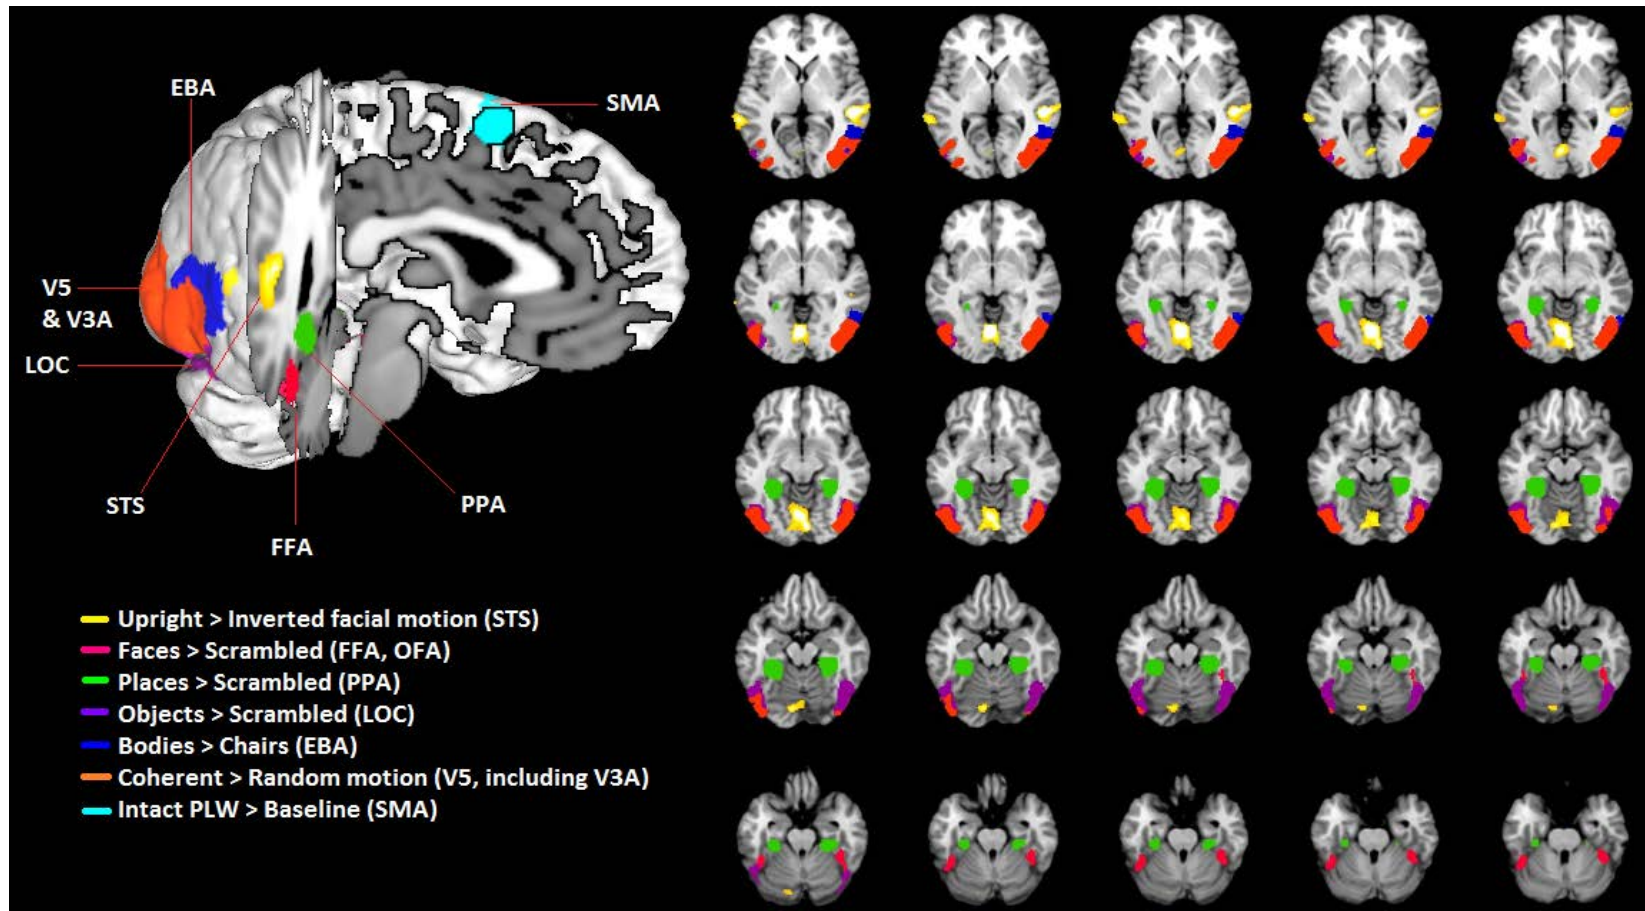 EBA
SMA
V5
& V3A
LOC
STS
PPA
FFA
Upright > Inverted facial motion (STS)
Faces > Scrambled (FFA, OFA)
Places > Scrambled (PPA)
Objects > Scrambled (LOC)
Bodies > Chairs (EBA)
Coherent > Random motion (V5, including V3A)
Intact PLW > Baseline (SMA)